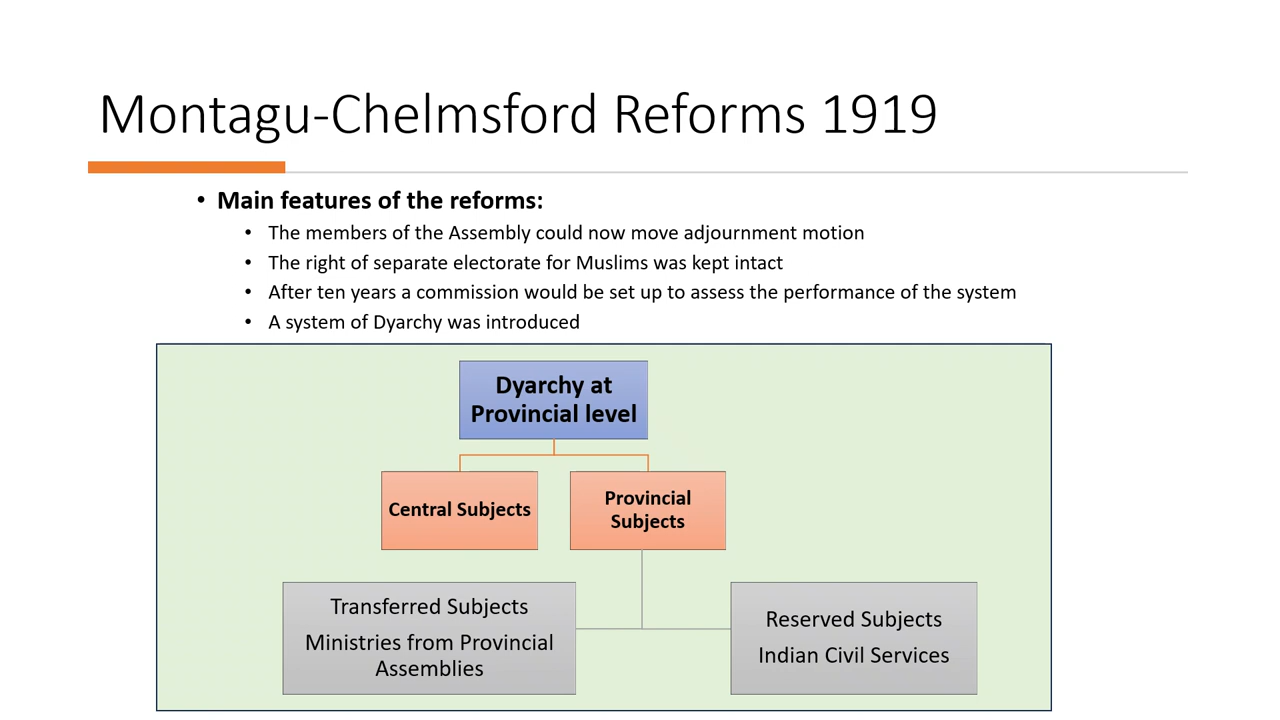 Montagu-Chelmsford Reforms 1919
• Main features of the reforms:
• The members of the Assembly could now move adjournment motion
• The right of separate electorate for Muslims was kept intact
• After ten years a commission would be set up to assess the performance of the system
• A system of Dyarchy was introduced
Dyarchy at
Provincial level
Central Subjects
Provincial
Subjects
Transferred Subjects
Ministries from Provincial
Assemblies
Reserved Subjects
Indian Civil Services